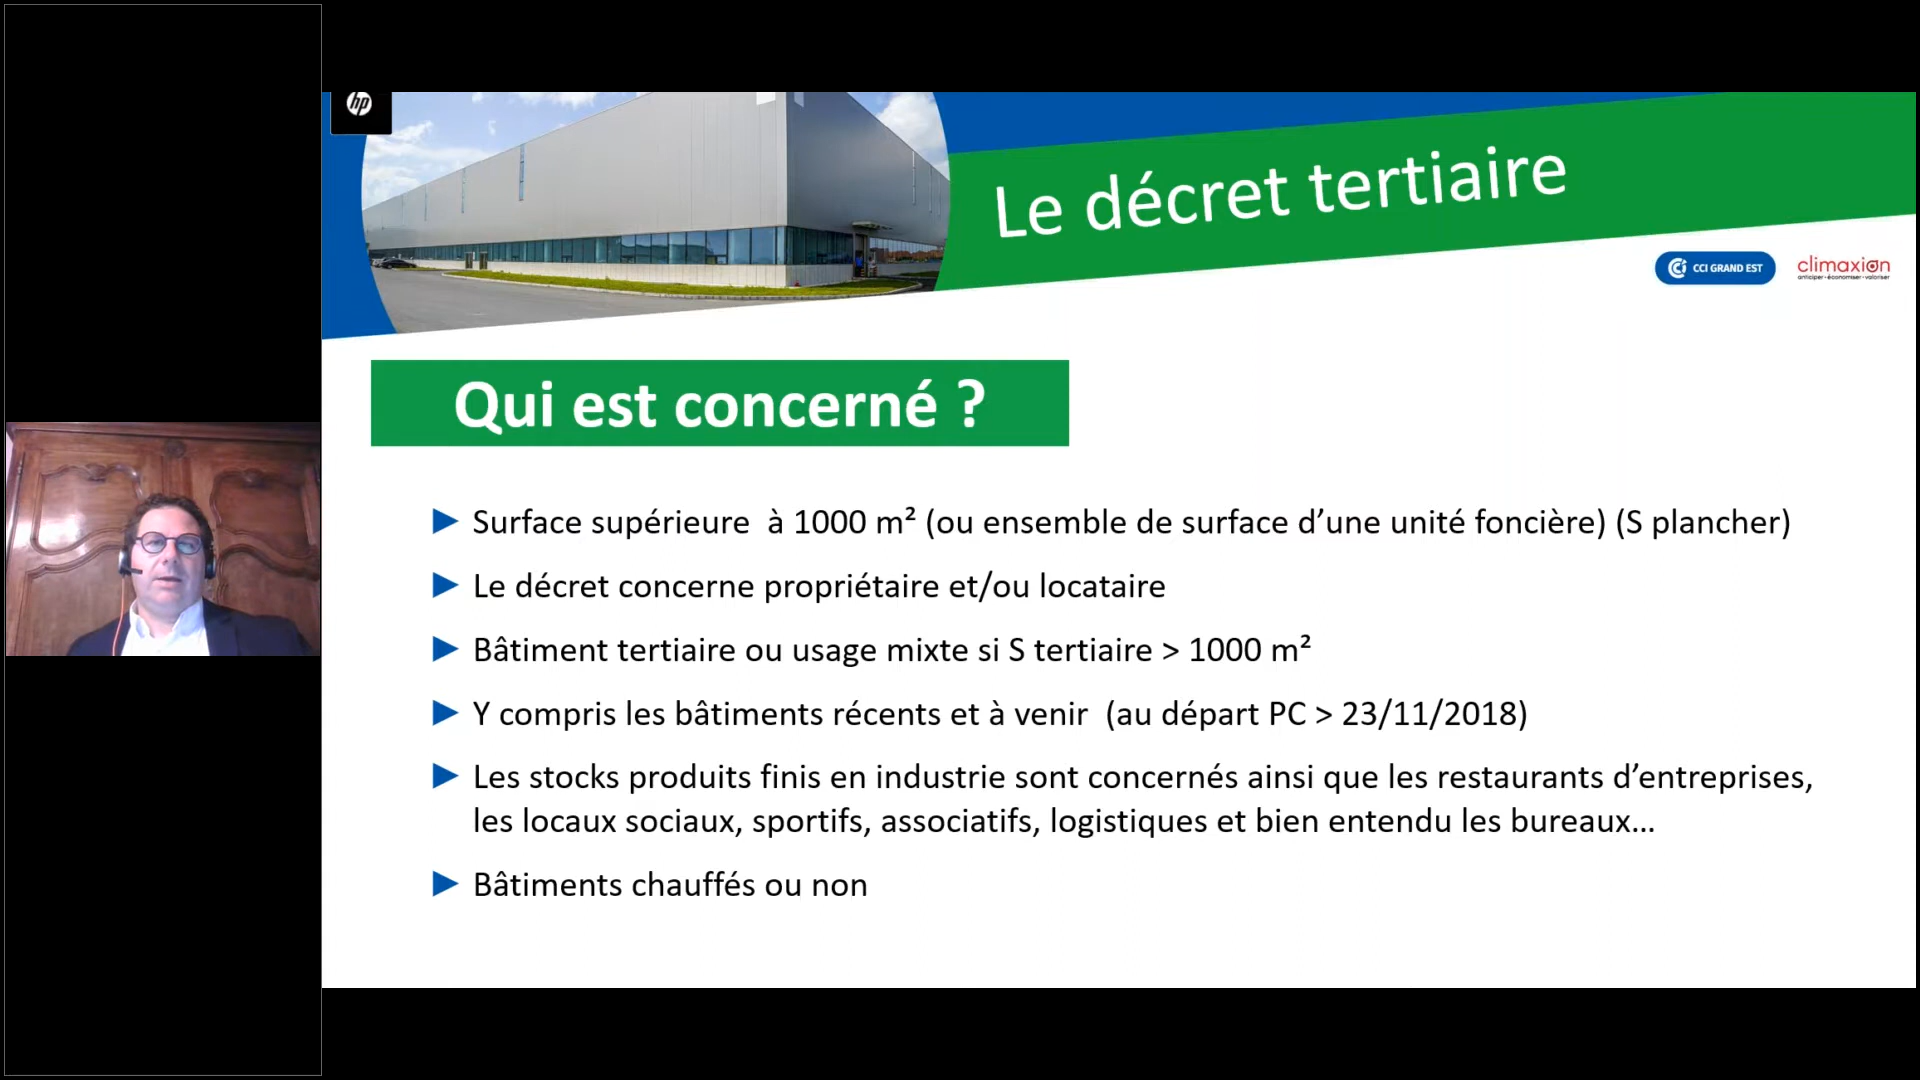 hp
Le décret tertiaire
CCI GRAND EST
climaxion
anticiper • économiser • valoriser
Qui est concerné ?
Surface supérieure à 1000 m² (ou ensemble de surface d’une unité foncière) (S plancher)
Le décret concerne propriétaire et/ou locataire
Bâtiment tertiaire ou usage mixte si S tertiaire > 1000 m²
Y compris les bâtiments récents et à venir (au départ PC > 23/11/2018)
Les stocks produits finis en industrie sont concernés ainsi que les restaurants d’entreprises,
les locaux sociaux, sportifs, associatifs, logistiques et bien entendu les bureaux…
Bâtiments chauffés ou non